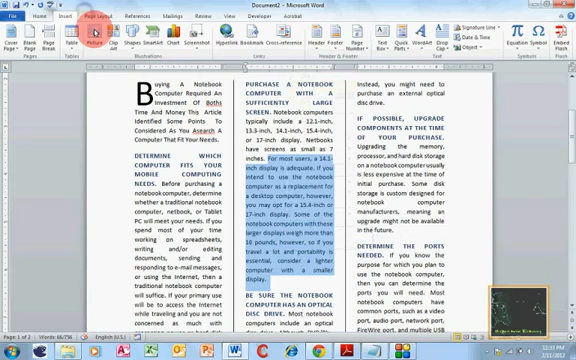 Document2 - Microsoft Word
File Home Insert Page Layout References Mailings Review View Developer Acrobat
Cover Page
Blank Page
Page Break
Table
Picture
Clip Art
Shapes
SmartArt
Chart
Screenshot
Hyperlink
Bookmark
Cross-reference
Header
Footer
Page Number
Text Box
Quick Parts
WordArt
Drop Cap
Signature Line
Date & Time
Object
Equation
Symbol
Pages
Tables
Illustrations
Links
Header & Footer
Text
Symbols
Buying A Notebook
Computer Required An
Investment Of Boths
Time And Money This Article
Identified Some Points To
Considered As You Asearch A
Computer That Fit Your Needs.
DETERMINE WHICH
COMPUTER FITS YOUR
MOBILE COMPUTING
NEEDS. Before purchasing a
notebook computer, determine
whether a traditional notebook
computer, netbook, or Tablet
PC will meet your needs. If you
spend most of your time
working on spreadsheets,
writing and/or editing
documents, sending and
responding to e-mail messages,
or using the Internet, then a
traditional notebook computer
will suffice. If your primary use
will be to access the Internet
while traveling and you are not
concerned as much with
PURCHASE A NOTEBOOK
COMPUTER WITH A
SUFFICIENTLY LARGE
SCREEN. Notebook computers
typically include a 12.1-inch,
13.3-inch, 14.1-inch, 15.4-inch,
or 17-inch display. Netbooks
have screens as small as 7
inches. For most users, a 14.1-
inch display is adequate. If you
intend to use the notebook
computer as a replacement for
a desktop computer, however,
you may opt for a 15.4-inch or
17-inch display. Some of the
notebook computers with these
larger displays weigh more than
18 pounds, however, so if you
travel a lot and portability is
essential, consider a lighter
computer with a smaller
display.
BE SURE THE NOTEBOOK
COMPUTER HAS AN OPTICAL
DISC DRIVE. Most notebook
computers include an optical
Instead, you might need to
purchase an external optical
disc drive.
IF POSSIBLE, UPGRADE
COMPONENTS AT THE TIME
OF YOUR PURCHASE.
Upgrading the memory,
processor, and hard disk storage
on a notebook computer usually
is less expensive at the time of
initial purchase. Some disk
storage is custom designed for
notebook computer
manufacturers, meaning an
upgrade might not be available
in the future.
DETERMINE THE PORTS
NEEDED. If you know the
purpose for which you plan to
use the notebook computer,
then you can determine the
ports you will need. Most
notebook computers have
common ports, such as a video
port, audio port, network port,
FireWire port, and multiple USB
Page: 1 of 2 Words: 66/756 English (U.S.)
12:33 PM